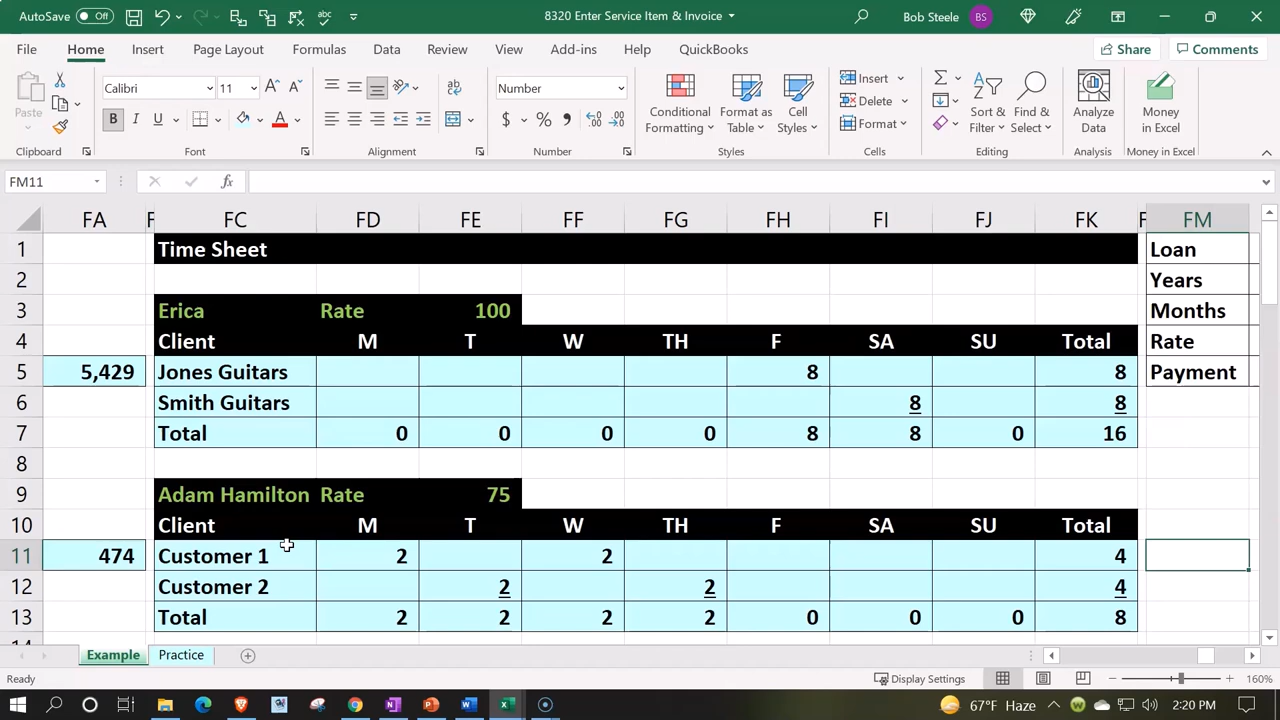 AutoSave Off 8320 Enter Service Item & Invoice Bob Steele BS
File Home Insert Page Layout Formulas Data Review View Add-ins Help QuickBooks Share Comments
Paste Calibri 11 Number Conditional Formatting Format as Table Cell Styles Insert Delete Format Sort & Filter Find & Select Analyze Data Money in Excel
Clipboard Font Alignment Number Styles Cells Editing Analysis Money in Excel
FM11 fx
FA F FC FD FE FF FG FH FI FJ FK F FM
1 Time Sheet Loan
2 Years
3 Erica Rate 100 Months
4 Client M T W TH F SA SU Total Rate
5 5,429 Jones Guitars 8 8 Payment
6 Smith Guitars 8 8
7 Total 0 0 0 0 8 8 0 16
8
9 Adam Hamilton Rate 75
10 Client M T W TH F SA SU Total
11 474 Customer 1 2 2 4
12 Customer 2 2 2 4
13 Total 2 2 2 2 0 0 0 8
Example Practice
Ready Display Settings 160%
67°F Haze 2:20 PM